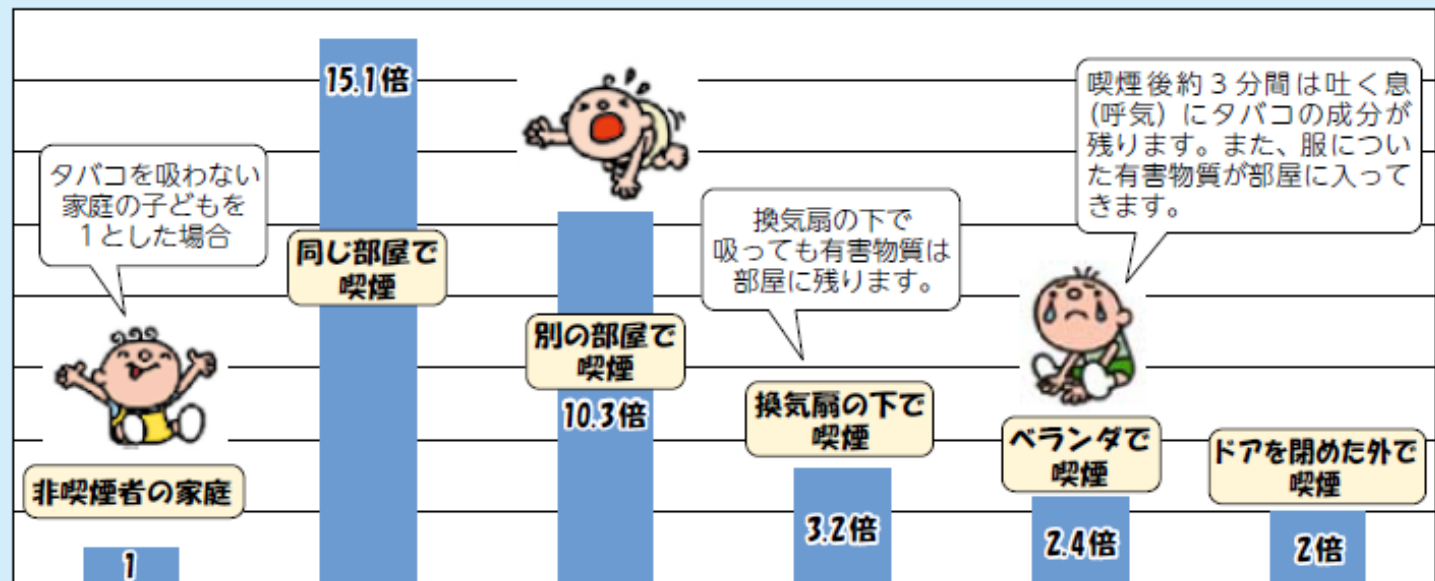 タバコを吸わない
家庭の子どもを
1とした場合
非喫煙者の家庭
1
15.1倍
同じ部屋で
喫煙
別の部屋で
喫煙
10.3倍
換気扇の下で
吸っても有害物質は
部屋に残ります。
換気扇の下で
喫煙
3.2倍
喫煙後約3分間は吐く息
(呼気)にタバコの成分が
残ります。また、服につい
た有害物質が部屋に入って
きます。
ベランダで
喫煙
2.4倍
ドアを閉めた外で
喫煙
2倍